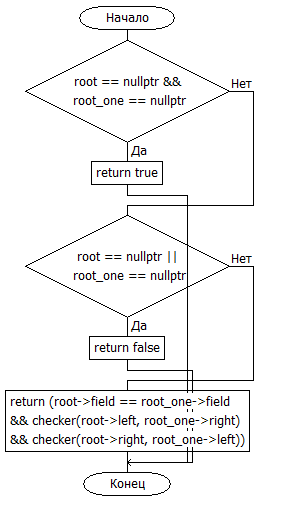 Начало
root == nullptr &&
root_one == nullptr
Нет
Да
return true
root == nullptr ||
root_one == nullptr
Нет
Да
return false
return (root->field == root_one->field
&& checker(root->left, root_one->right)
&& checker(root->right, root_one->left))
Конец